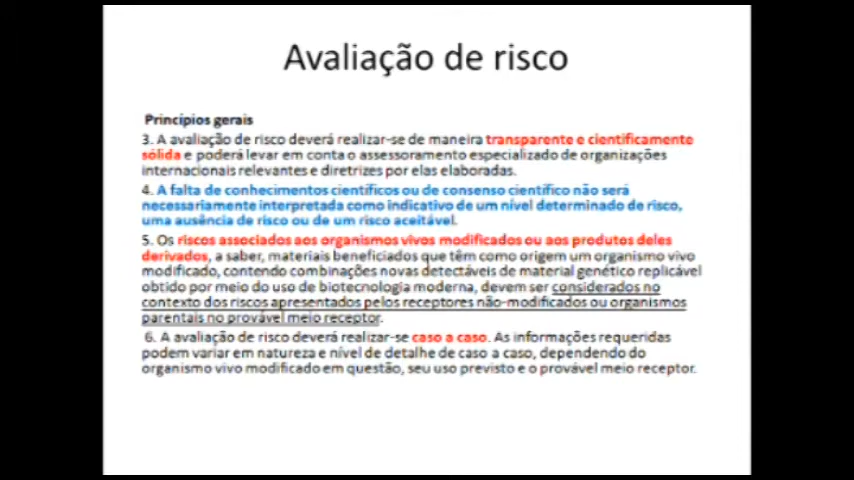 Avaliação de risco
Princípios gerais
3. A avaliação de risco deverá realizar-se de maneira transparente e cientificamente
sólida e poderá levar em conta o assessoramento especializado de organizações
internacionais relevantes e diretrizes por elas elaboradas.
4. A falta de conhecimentos científicos ou de consenso científico não será
necessariamente interpretada como indicativo de um nível determinado de risco,
uma ausência de risco ou de um risco aceitável.
5. Os riscos associados aos organismos vivos modificados ou aos produtos deles
derivados, a saber, materiais beneficiados que têm como origem um organismo vivo
modificado, contendo combinações novas detectáveis de material genético replicável
obtido por meio do uso de biotecnologia moderna, devem ser considerados no
contexto dos riscos apresentados pelos receptores não-modificados ou organismos
parentais no provável meio receptor.
6. A avaliação de risco deverá realizar-se caso a caso. As informações requeridas
podem variar em natureza e nível de detalhe de caso a caso, dependendo do
organismo vivo modificado em questão, seu uso previsto e o provável meio receptor.